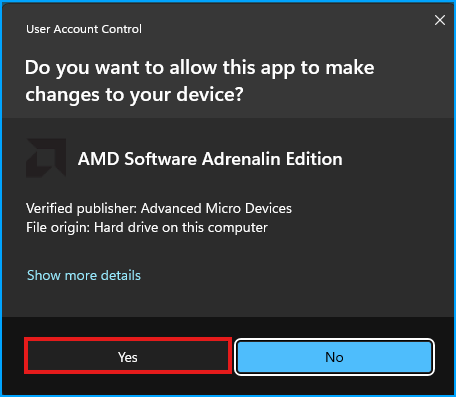 User Account Control
Do you want to allow this app to make
changes to your device?
AMD Software Adrenalin Edition
Verified publisher: Advanced Micro Devices
File origin: Hard drive on this computer
Show more details
Yes
No